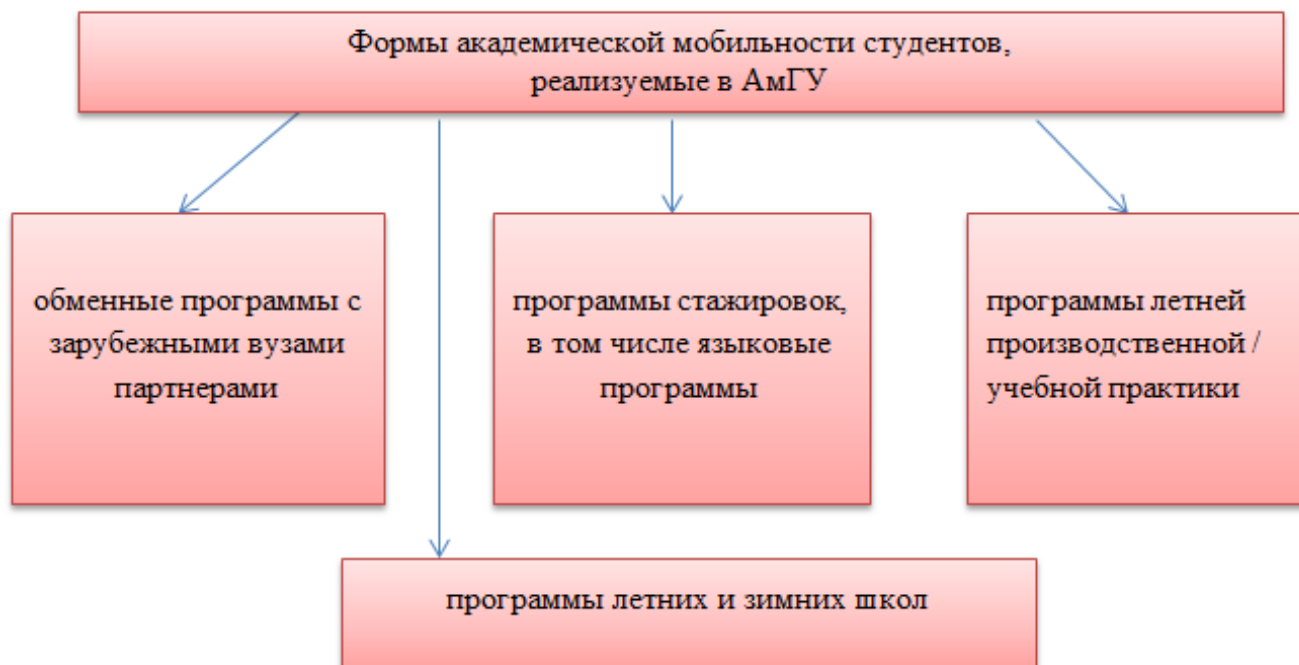 Формы академической мобильности студентов,
реализуемые в АмГУ
обменные программы с
зарубежными вузами
партнерами
программы стажировок,
в том числе языковые
программы
программы летней
производственной /
учебной практики
программы летних и зимних школ